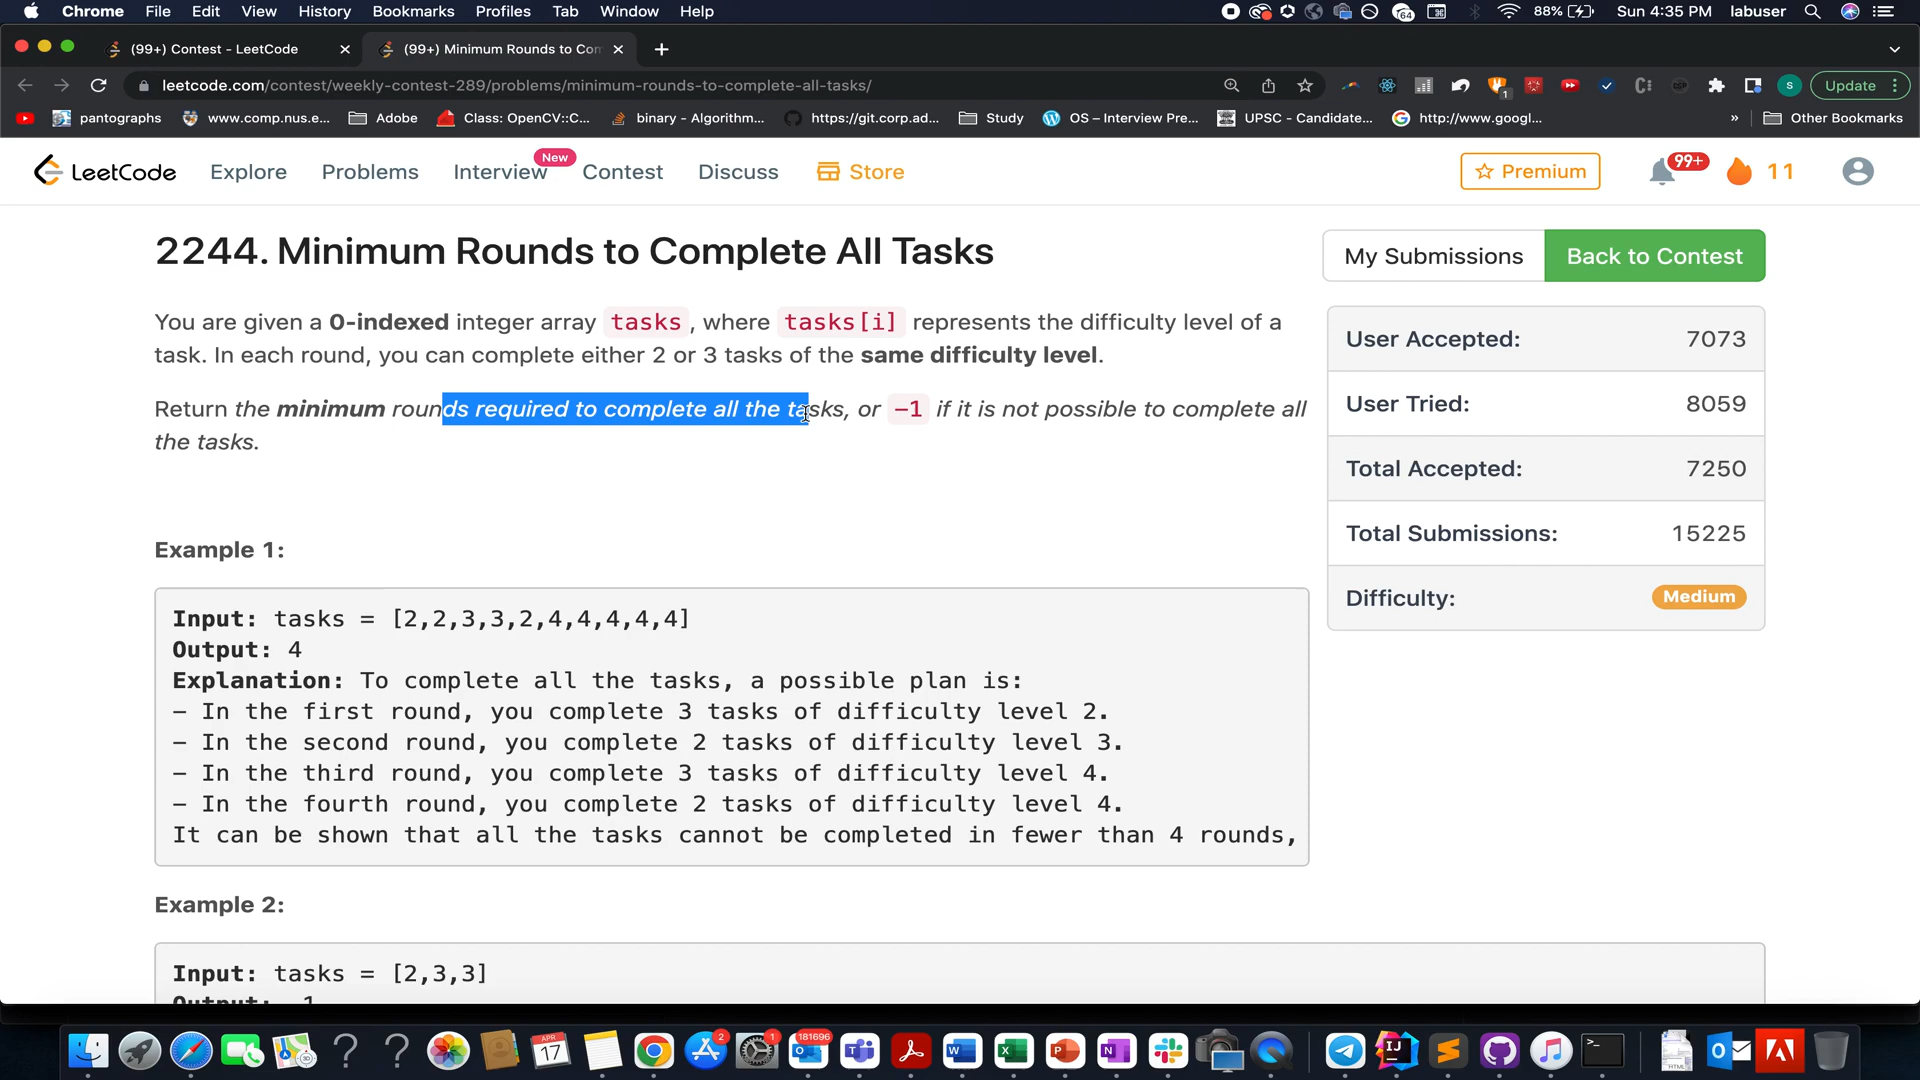 Chrome File Edit View History Bookmarks Profiles Tab Window Help 64 88% Sun 4:35 PM labuser
(99+) Contest - LeetCode (99+) Minimum Rounds to Con
leetcode.com/contest/weekly-contest-289/problems/minimum-rounds-to-complete-all-tasks/ 1 S Update
pantographs www.comp.nus.e... Adobe Class: OpenCV::C... binary - Algorithm... https://git.corp.ad... Study OS – Interview Pre... UPSC - Candidate... http://www.googl... » Other Bookmarks
LeetCode Explore Problems Interview New Contest Discuss Store Premium 99+ 11
2244. Minimum Rounds to Complete All Tasks
My Submissions Back to Contest
You are given a 0-indexed integer array tasks , where tasks[i] represents the difficulty level of a
task. In each round, you can complete either 2 or 3 tasks of the same difficulty level.
Return the minimum rounds required to complete all the tasks, or -1 if it is not possible to complete all
the tasks.
User Accepted: 7073
User Tried: 8059
Total Accepted: 7250
Total Submissions: 15225
Difficulty: Medium
Example 1:
Input: tasks = [2,2,3,3,2,4,4,4,4,4]
Output: 4
Explanation: To complete all the tasks, a possible plan is:
- In the first round, you complete 3 tasks of difficulty level 2.
- In the second round, you complete 2 tasks of difficulty level 3.
- In the third round, you complete 3 tasks of difficulty level 4.
- In the fourth round, you complete 2 tasks of difficulty level 4.
It can be shown that all the tasks cannot be completed in fewer than 4 rounds,
Example 2:
Input: tasks = [2,3,3]
Output: -1
APR 17 2 1 181696